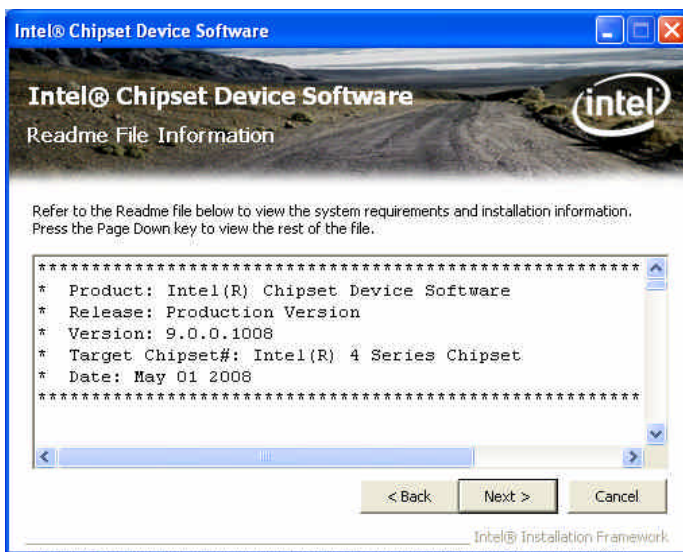 Intel® Chipset Device Software
Intel® Chipset Device Software
intel
Readme File Information
Refer to the Readme file below to view the system requirements and installation information.
Press the Page Down key to view the rest of the file.
********************************************************
* Product: Intel(R) Chipset Device Software
* Release: Production Version
* Version: 9.0.0.1008
* Target Chipset#: Intel(R) 4 Series Chipset
* Date: May 01 2008
********************************************************
< Back Next > Cancel
Intel® Installation Framework